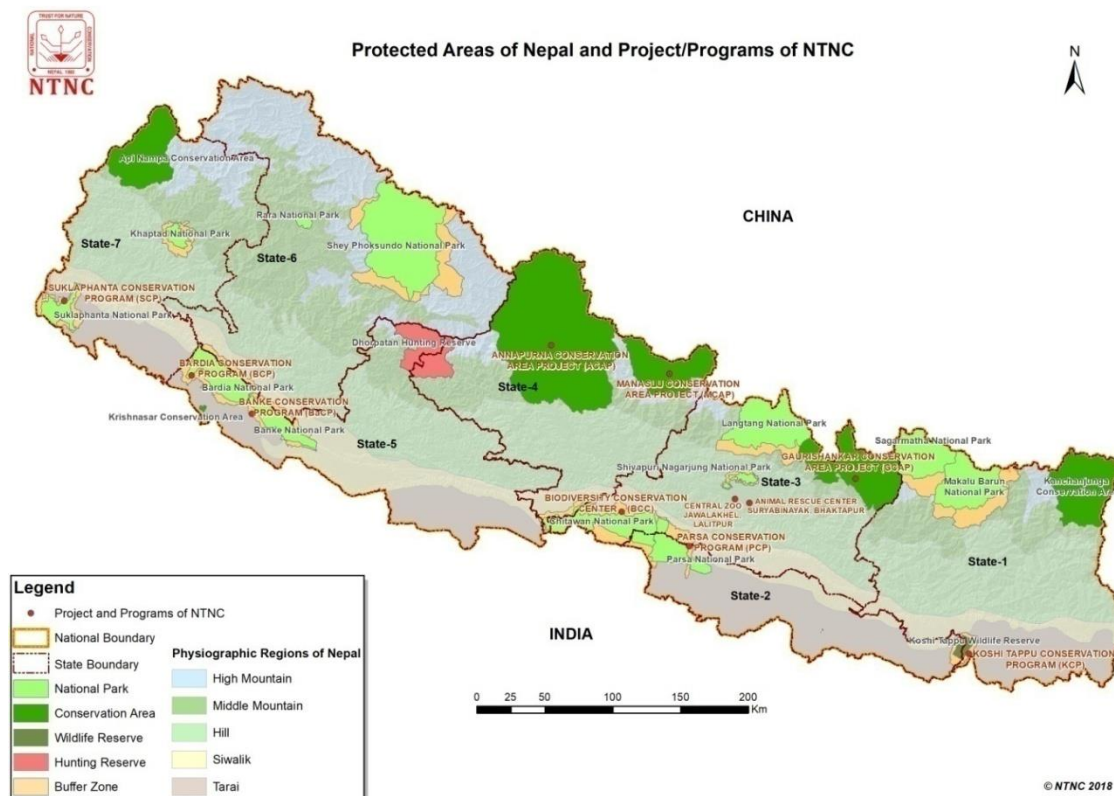 NATIONAL
TRUST FOR NATURE
CONSERVATION
NEPAL 1982
NTNC
Protected Areas of Nepal and Project/Programs of NTNC
N
CHINA
INDIA
Api Nampa Conservation Area
Khaptad National Park
State-7
Rara National Park
State-6
Shey Phoksundo National Park
SUKLAPHANTA CONSERVATION
PROGRAM (SCP)
Suklaphanta National Park
Dhorpatan Hunting Reserve
BARDIA CONSERVATION
PROGRAM (BCP)
Bardia National Park
Krishnasar Conservation Area
BANKE CONSERVATION
Banke National Park
State-5
ANNAPURNA CONSERVATION
State-4
MANASLU CONSERVATION
AREA PROJECT (MCAP)
Langtang National Park
GAURISHANKAR CONSERVATION
Sagarmatha National Park
Makalu Barun
National Park
Kanchanjunga
Shivapuri Nagarjung National Park
State-3
BIODIVERSITY CONSERVATION
CENTER (BCC)
Chitawan National Park
CENTRAL ZOO
JAWALAKHEL
LALITPUR
ANIMAL RESCUE CENTER
SURYABINAYAK, BHAKTAPUR
PARSA CONSERVATION
PROGRAM (PCP)
Parsa National Park
State-2
State-1
Koshi Tappu Wildlife Reserve
KOSHI TAPPU CONSERVATION
PROGRAM (KCP)
Legend
Project and Programs of NTNC
National Boundary
State Boundary
National Park
Conservation Area
Wildlife Reserve
Hunting Reserve
Buffer Zone
Physiographic Regions of Nepal
High Mountain
Middle Mountain
Hill
Siwalik
Tarai
0 25 50 100 150 200
Km
© NTNC 2018